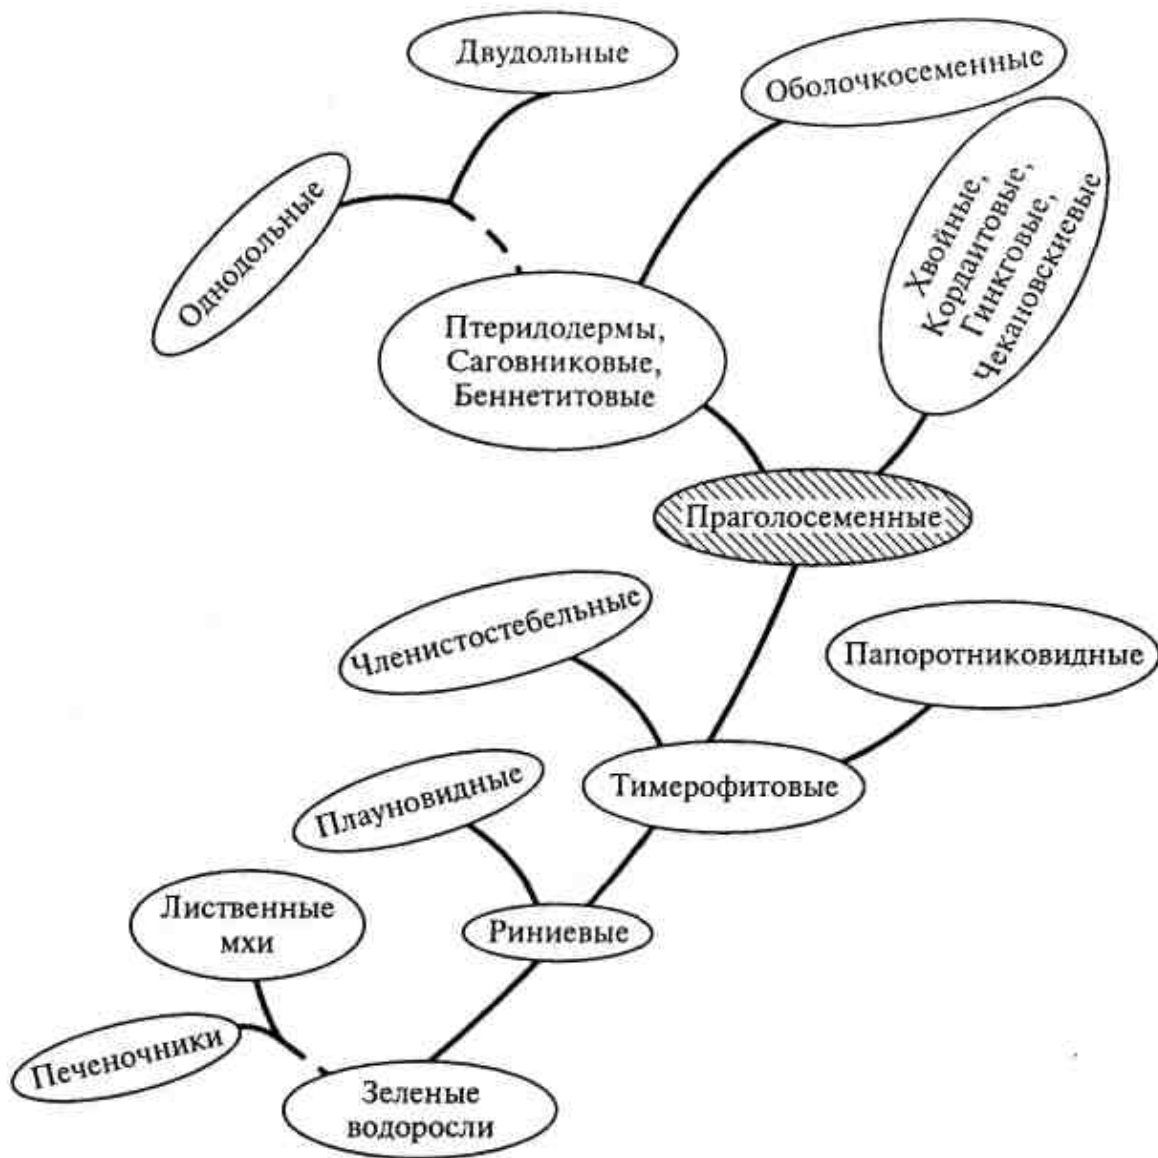 Двудольные
Оболочкосеменные
Однодольные
Хвойные,
Кордаитовые,
Гинкговые,
Чекановскиевые
Птеридодермы,
Саговниковые,
Беннетитовые
Праголосеменные
Членистостебельные
Папоротниковидные
Тимерофитовые
Плауновидные
Лиственные
мхи
Риниевые
Печеночники
Зеленые
водоросли